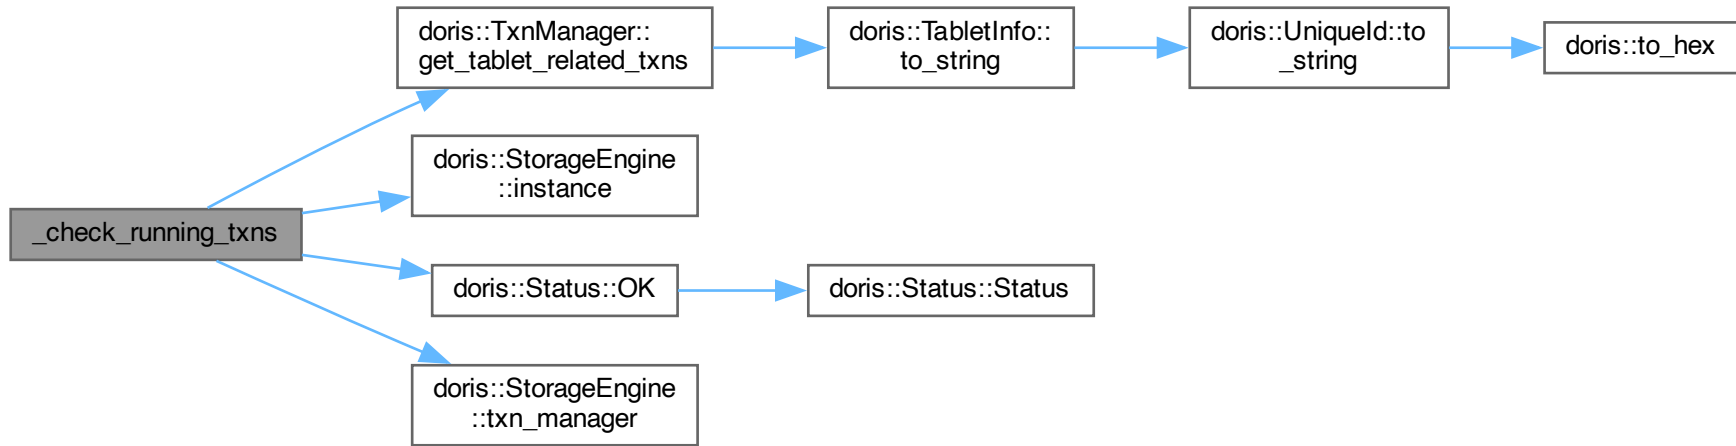 doris::TxnManager::
get_tablet_related_txns
doris::TabletInfo::
to_string
doris::UniqueId::to
_string
doris::to_hex
doris::StorageEngine
::instance
_check_running_txns
doris::Status::OK
doris::Status::Status
doris::StorageEngine
::txn_manager